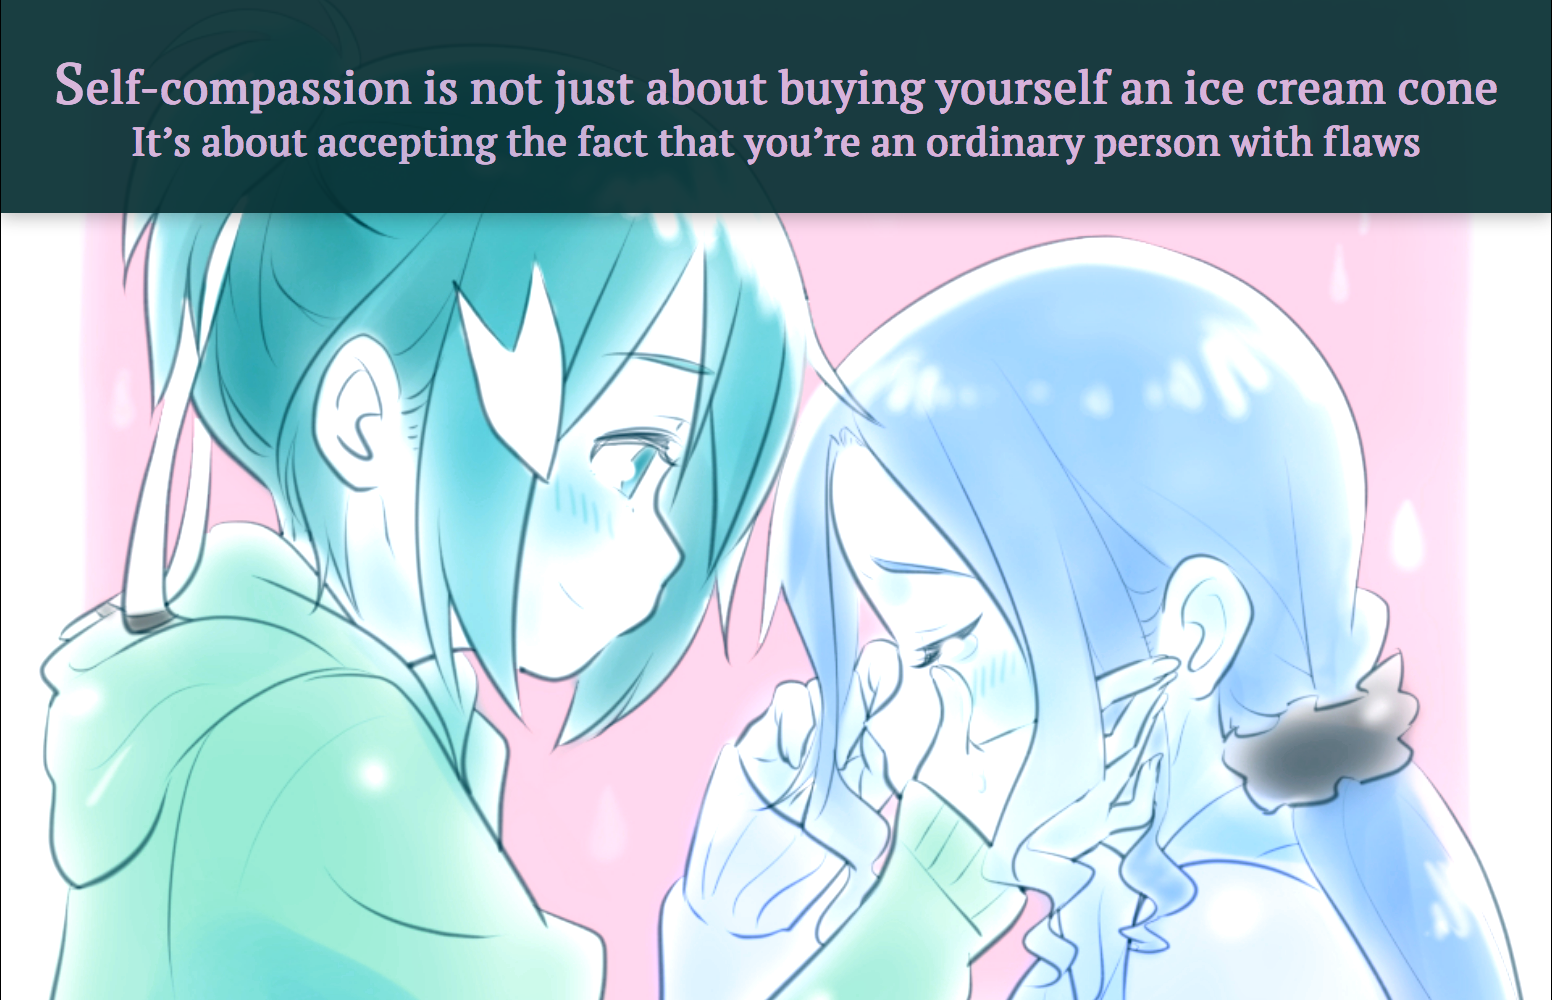 Self-compassion is not just about buying yourself an ice cream cone
It’s about accepting the fact that you’re an ordinary person with flaws